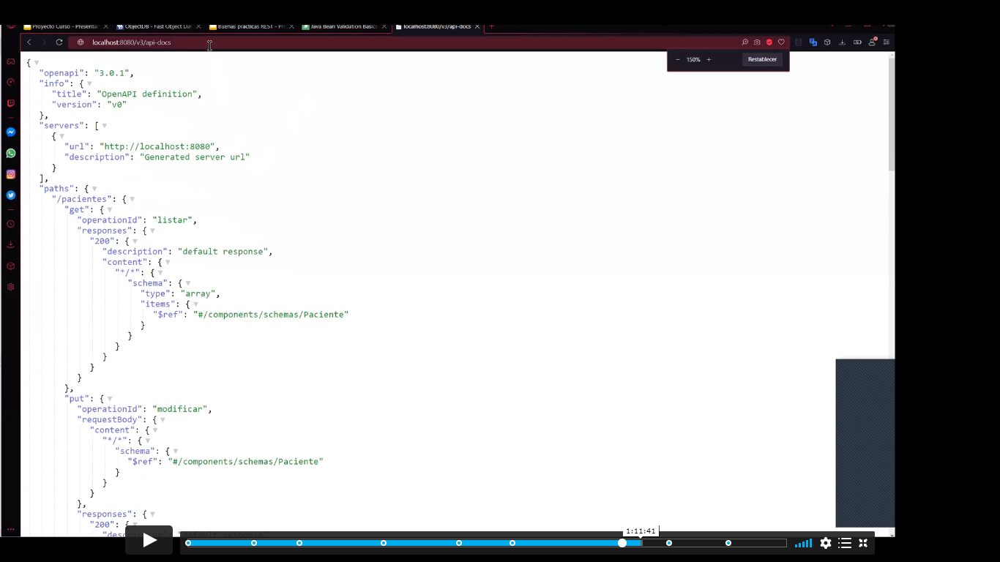 Proyecto Curso - Presentac
ObjectDB - Fast Object Dat
Buenas prácticas REST - Pr
Java Bean Validation Basics
localhost:8080/v3/api-docs
localhost:8080/v3/api-docs
150%
Restablecer
{
"openapi": "3.0.1",
"info": {
"title": "OpenAPI definition",
"version": "v0"
},
"servers": [
{
"url": "http://localhost:8080",
"description": "Generated server url"
}
],
"paths": {
"/pacientes": {
"get": {
"operationId": "listar",
"responses": {
"200": {
"description": "default response",
"content": {
"*/*": {
"schema": {
"type": "array",
"items": {
"$ref": "#/components/schemas/Paciente"
}
}
}
}
}
}
},
"put": {
"operationId": "modificar",
"requestBody": {
"content": {
"*/*": {
"schema": {
"$ref": "#/components/schemas/Paciente"
}
}
}
},
"responses": {
"200": {
1:11:41